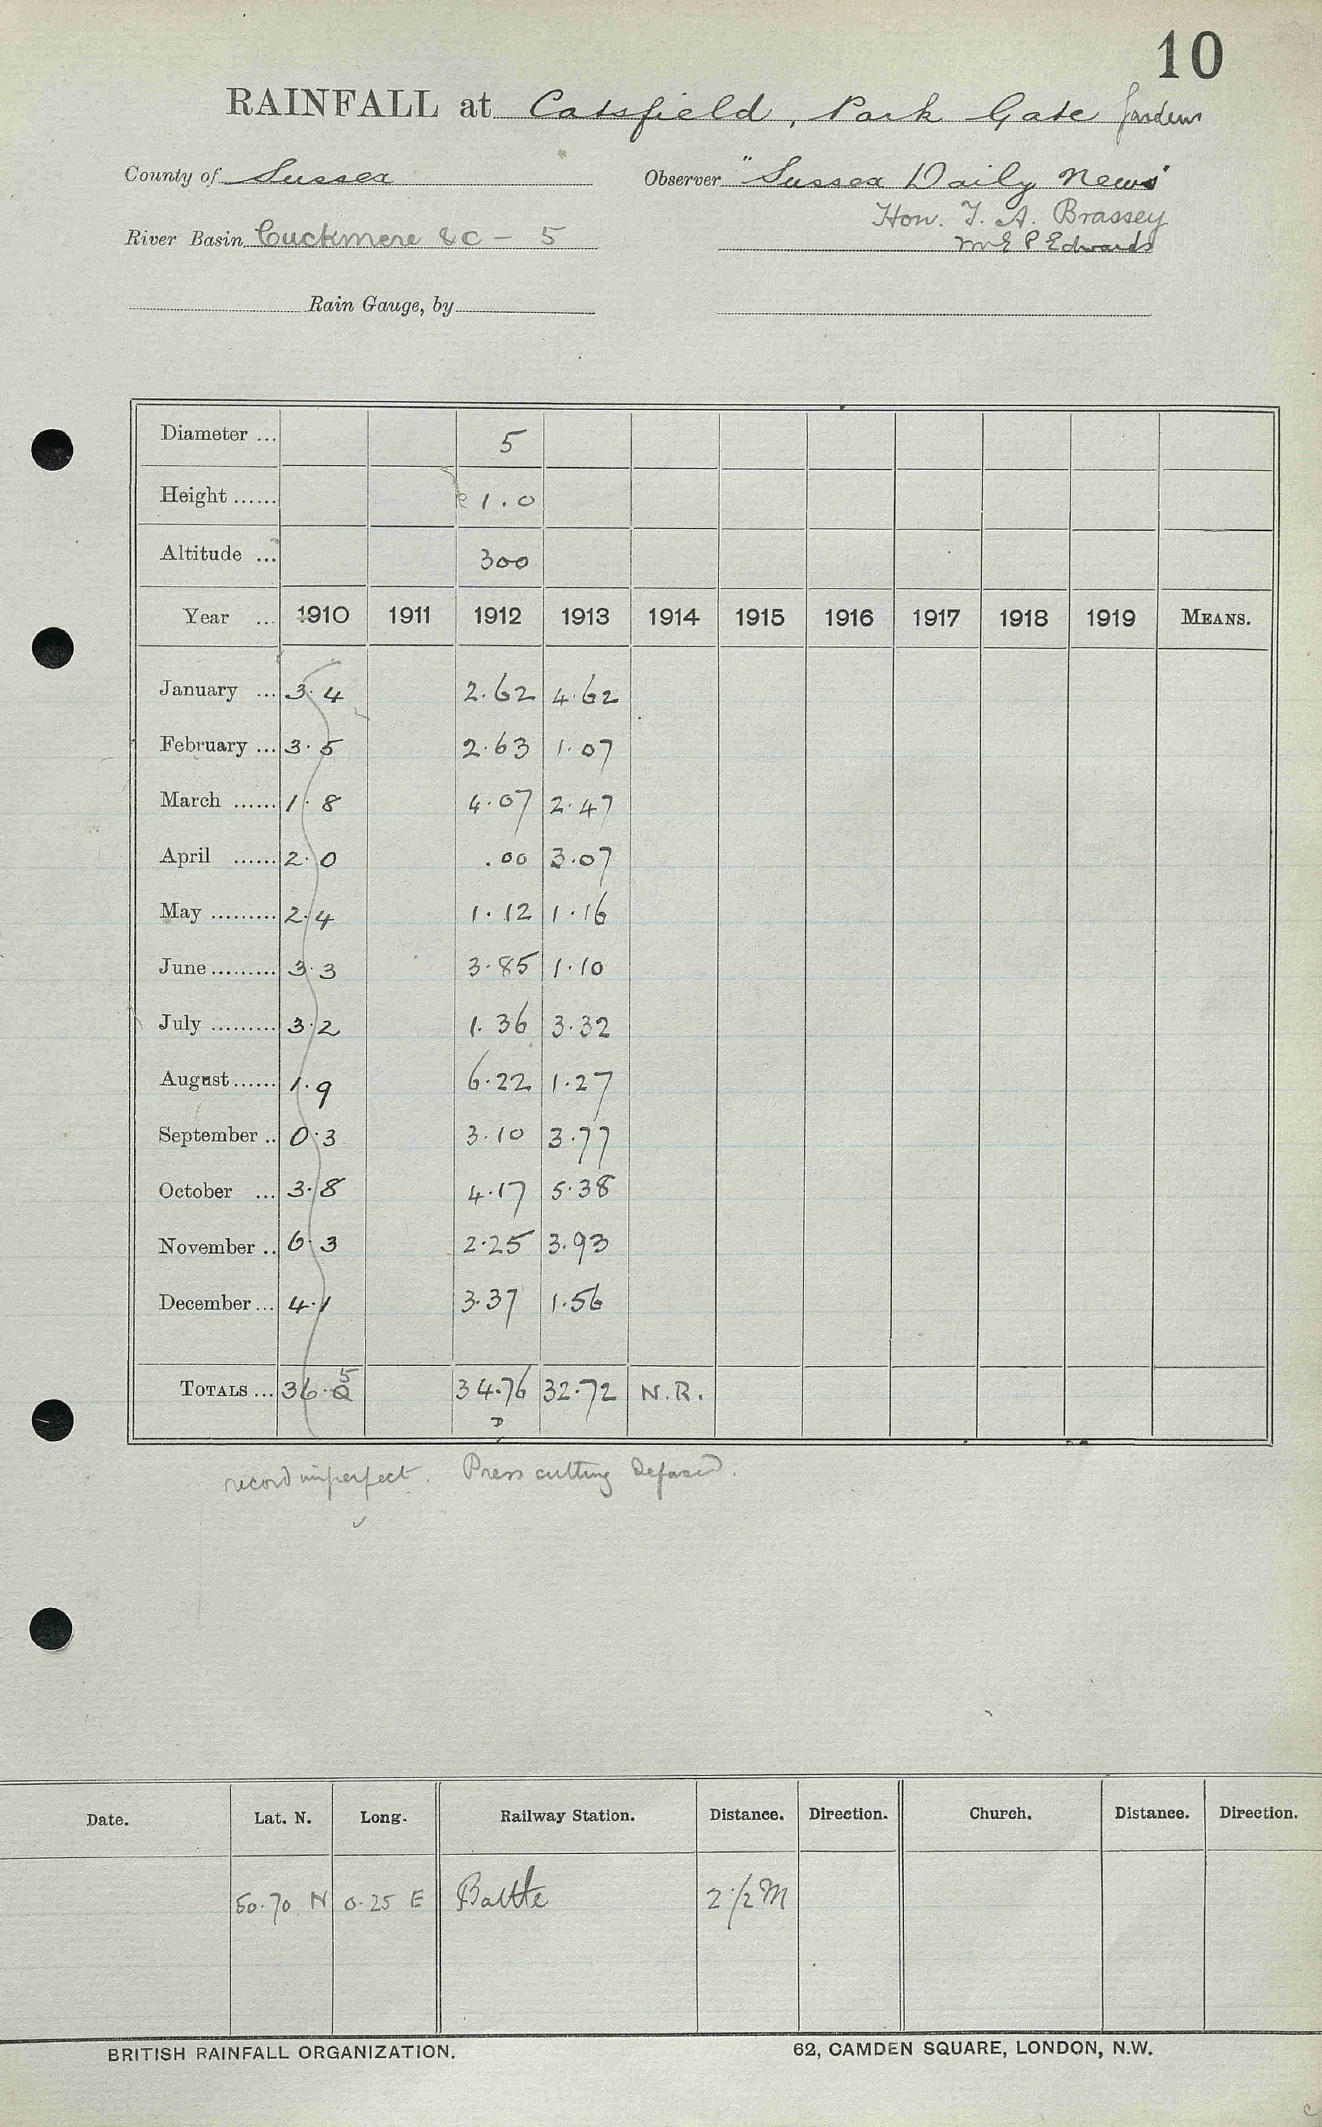 10
RAINFALL at Catsfield, Park Gate Gardens
County of Sussex Observer "Sussex Daily News"
Hon. T. A. Brassey
River Basin Cuckmere &c - 5 Mr E P Edwards
Rain Gauge, by
Diameter ... 5
Height ...... 1.0
Altitude ... 300
Year ... 1910 1911 1912 1913 1914 1915 1916 1917 1918 1919 MEANS.
January ... 3.4 2.62 4.62
February ... 3.5 2.63 1.07
March ...... 1.8 4.07 2.47
April ...... 2.0 .00 3.07
May ......... 2.4 1.12 1.16
June ......... 3.3 3.85 1.10
July ......... 3.2 1.36 3.32
August ...... 1.9 6.22 1.27
September .. 0.3 3.10 3.77
October ... 3.8 4.17 5.38
November .. 6.3 2.25 3.93
December ... 4.1 3.37 1.56
5
TOTALS ... 36.0 34.76 32.72 N.R.
D
record imperfect. Press cutting Defaced.
Date. Lat. N. Long. Railway Station. Distance. Direction. Church. Distance. Direction.
50.70 N 0.25 E Battle 2 1/2 M
BRITISH RAINFALL ORGANIZATION. 62, CAMDEN SQUARE, LONDON, N.W.